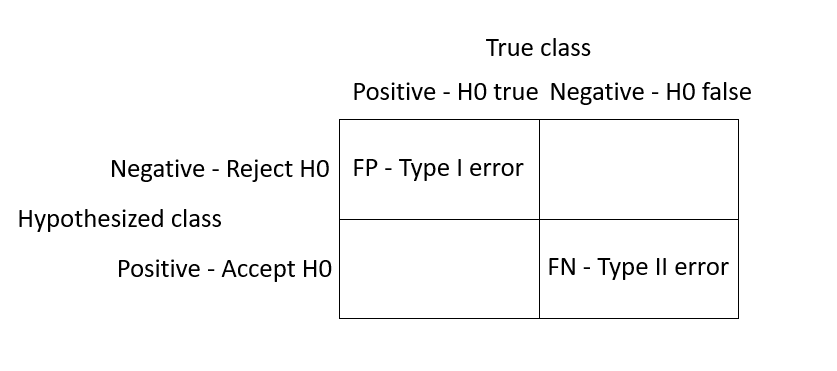 True class
Positive - H0 true Negative - H0 false
Negative - Reject H0 FP - Type I error
Hypothesized class
Positive - Accept H0 FN - Type II error